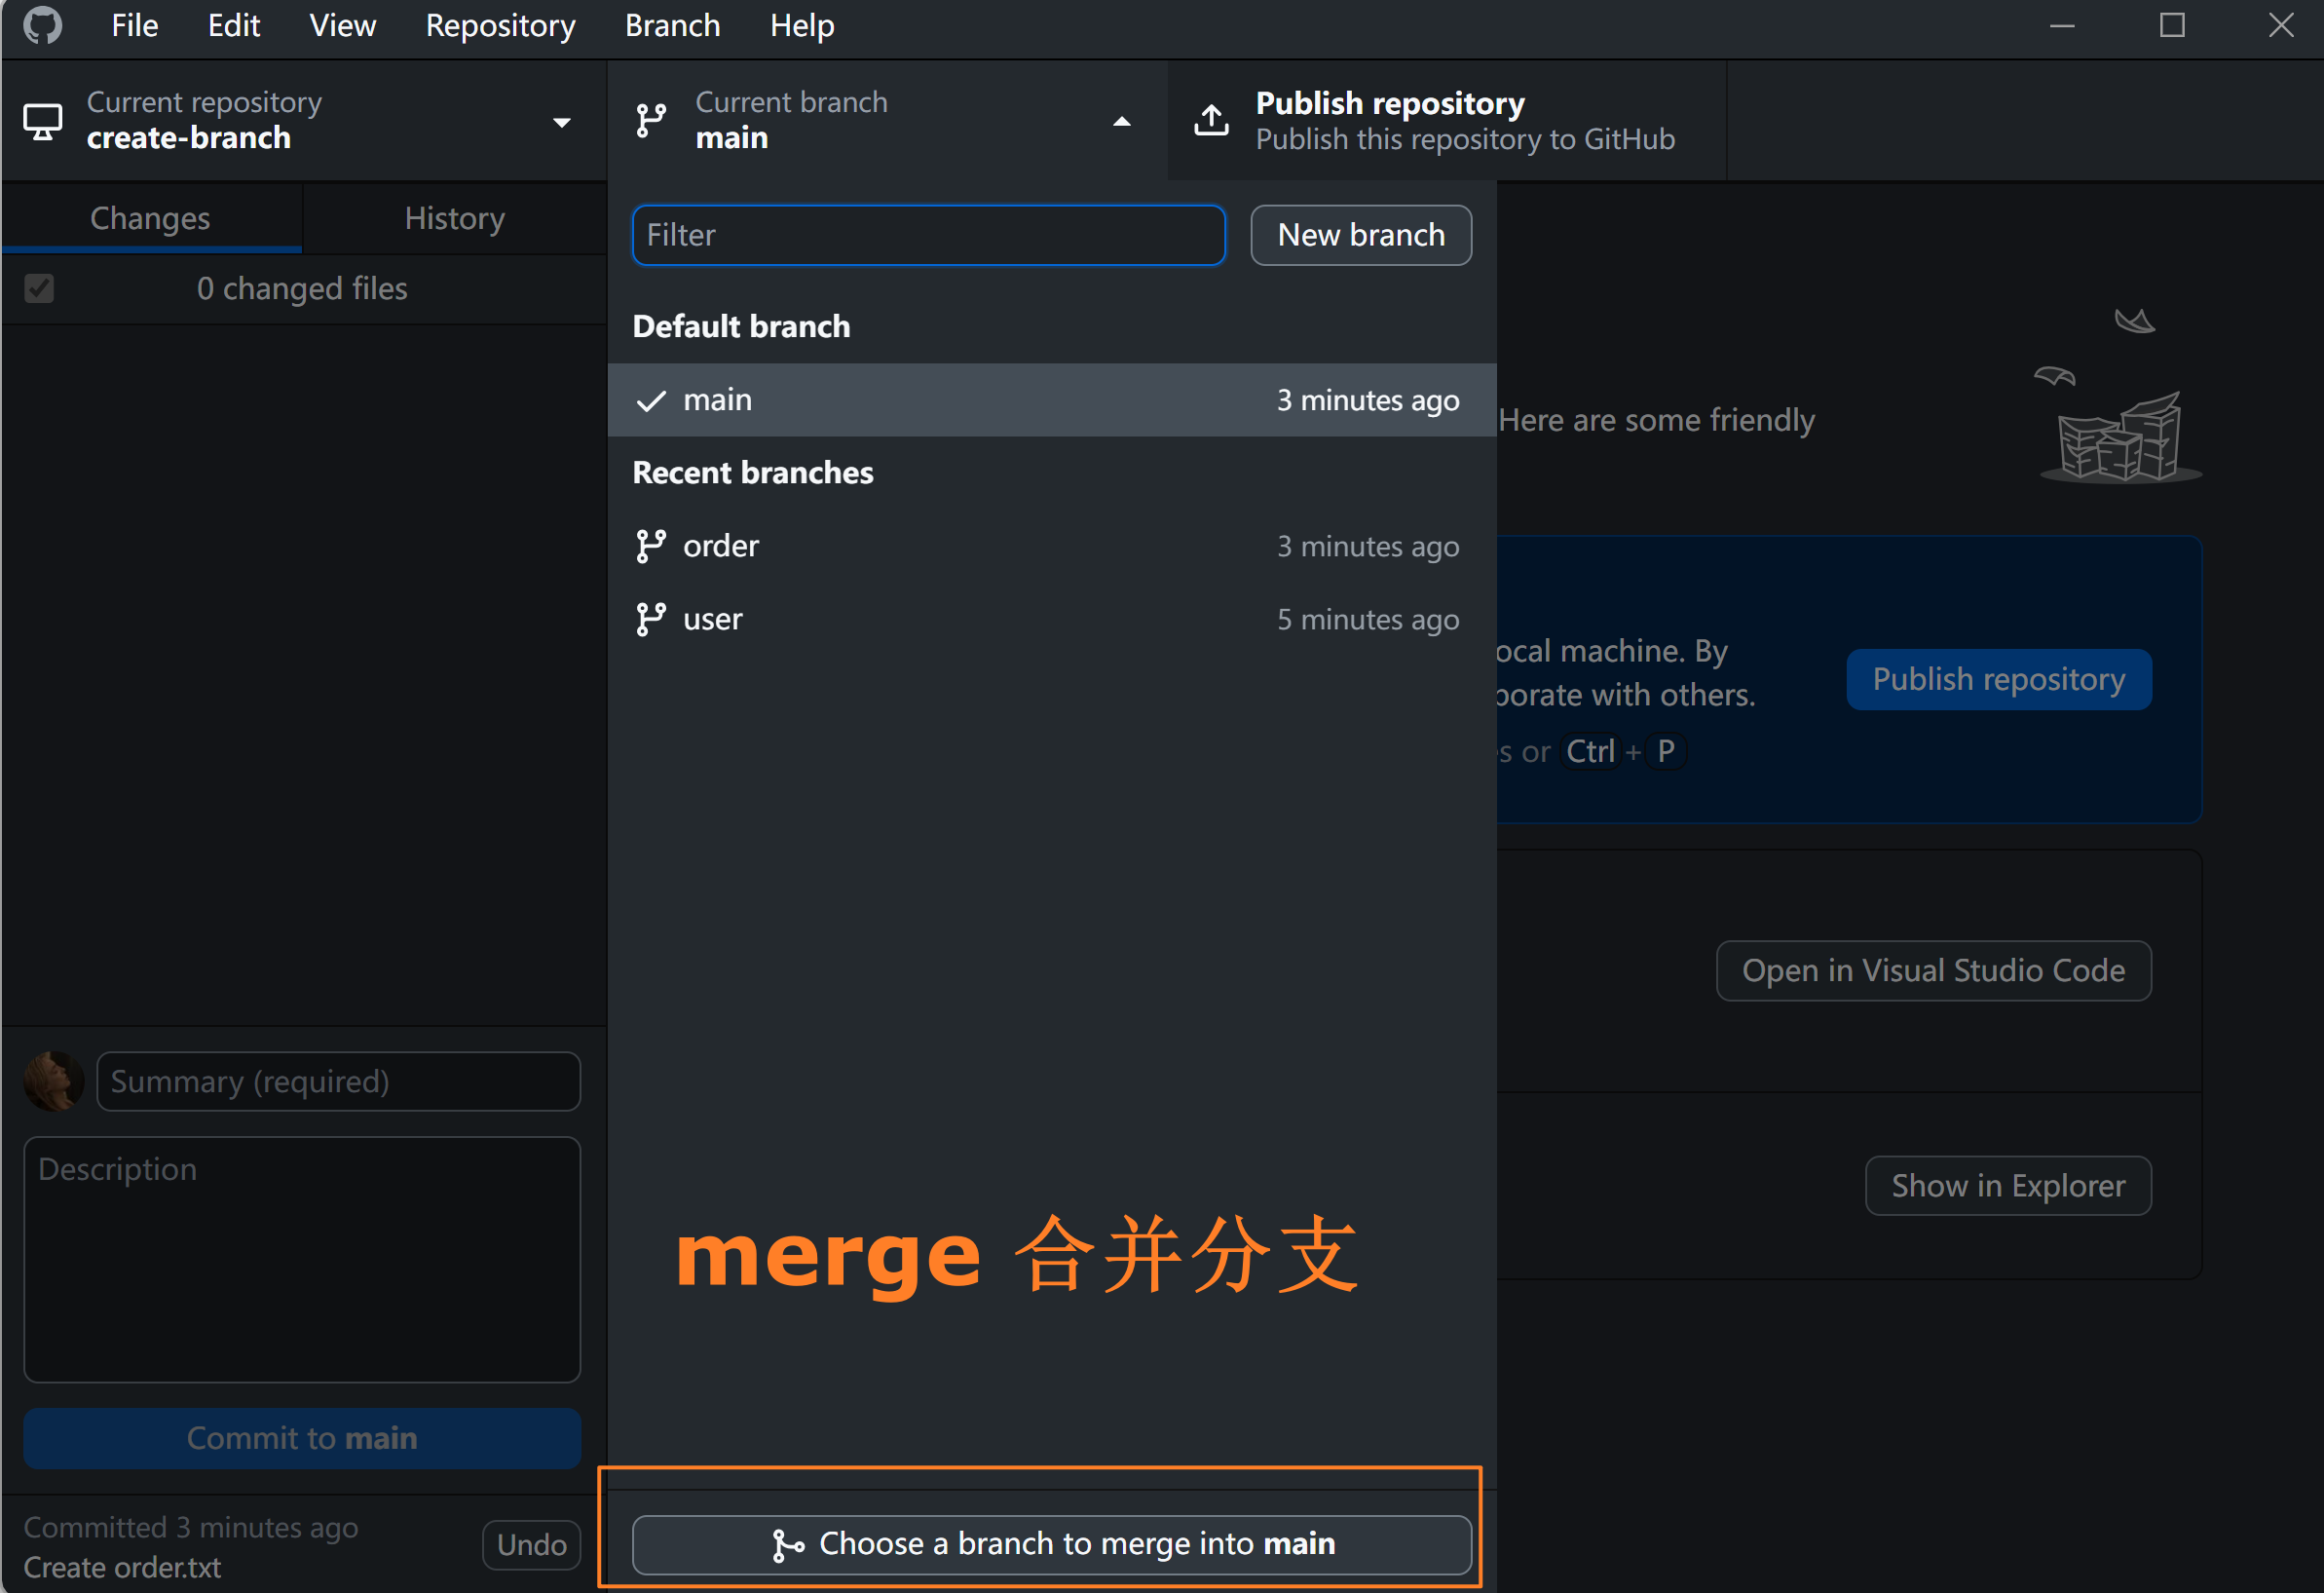 File Edit View Repository Branch Help
Current repository
create-branch
Current branch
main
Publish repository
Publish this repository to GitHub
Changes
History
0 changed files
Filter
New branch
Default branch
main 3 minutes ago
Recent branches
order 3 minutes ago
user 5 minutes ago
Here are some friendly
ocal machine. By
borate with others.
s or Ctrl + P
Publish repository
Open in Visual Studio Code
Show in Explorer
Summary (required)
Description
Commit to main
Committed 3 minutes ago
Create order.txt
Undo
merge 合并分支
Choose a branch to merge into main